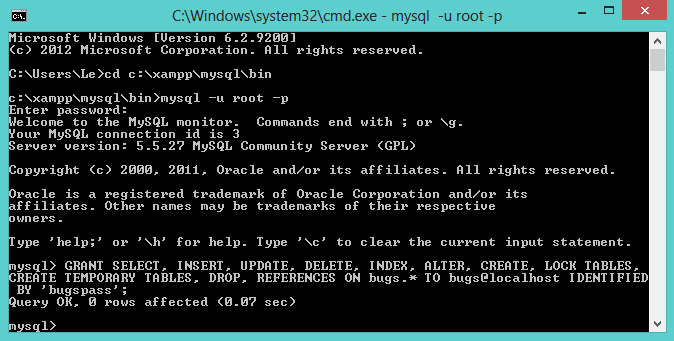 C:\Windows\system32\cmd.exe - mysql -u root -p
Microsoft Windows [Version 6.2.9200]
(c) 2012 Microsoft Corporation. All rights reserved.
C:\Users\Le>cd c:\xampp\mysql\bin
c:\xampp\mysql\bin>mysql -u root -p
Enter password:
Welcome to the MySQL monitor.  Commands end with ; or \g.
Your MySQL connection id is 3
Server version: 5.5.27 MySQL Community Server (GPL)
Copyright (c) 2000, 2011, Oracle and/or its affiliates. All rights reserved.
Oracle is a registered trademark of Oracle Corporation and/or its
affiliates. Other names may be trademarks of their respective
owners.
Type 'help;' or '\h' for help. Type '\c' to clear the current input statement.
mysql> GRANT SELECT, INSERT, UPDATE, DELETE, INDEX, ALTER, CREATE, LOCK TABLES,
CREATE TEMPORARY TABLES, DROP, REFERENCES ON bugs.* TO bugs@localhost IDENTIFIED
 BY 'bugspass';
Query OK, 0 rows affected (0.07 sec)
mysql>